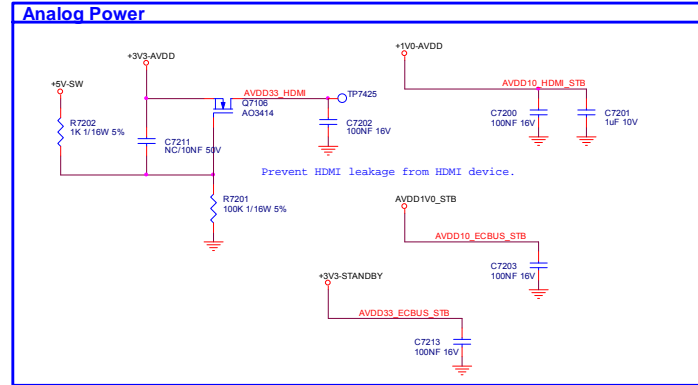 Analog Power
+3V3-AVDD
+1V0-AVDD
+5V-SW
AVDD33_HDMI
TP7425
AVDD10_HDMI_STB
Q7106
AO3414
R7202
1K 1/16W 5%
C7211
NC/10NF 50V
C7202
100NF 16V
C7200
100NF 16V
C7201
1uF 10V
Prevent HDMI leakage from HDMI device.
R7201
100K 1/16W 5%
AVDD1V0_STB
AVDD10_ECBUS_STB
C7203
100NF 16V
+3V3-STANDBY
AVDD33_ECBUS_STB
C7213
100NF 16V